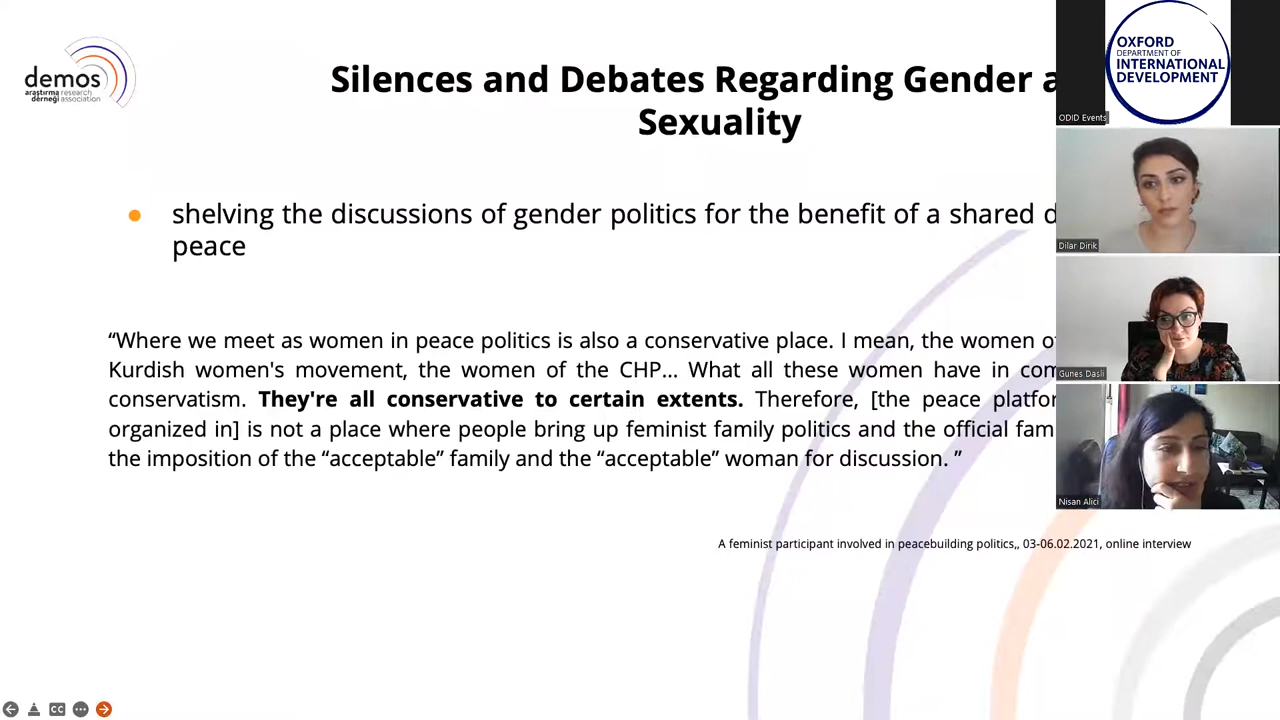 demos
araştırma research
derneği association
Silences and Debates Regarding Gender a
Sexuality
shelving the discussions of gender politics for the benefit of a shared d
peace
“Where we meet as women in peace politics is also a conservative place. I mean, the women of
Kurdish women's movement, the women of the CHP... What all these women have in com
conservatism. They're all conservative to certain extents. Therefore, [the peace platfor
organized in] is not a place where people bring up feminist family politics and the official fam
the imposition of the “acceptable” family and the “acceptable” woman for discussion. ”
A feminist participant involved in peacebuilding politics,, 03-06.02.2021, online interview
OXFORD
DEPARTMENT OF
INTERNATIONAL
DEVELOPMENT
ODID Events
Dilar Dirik
Gunes Dasli
Nisan Alici
CC